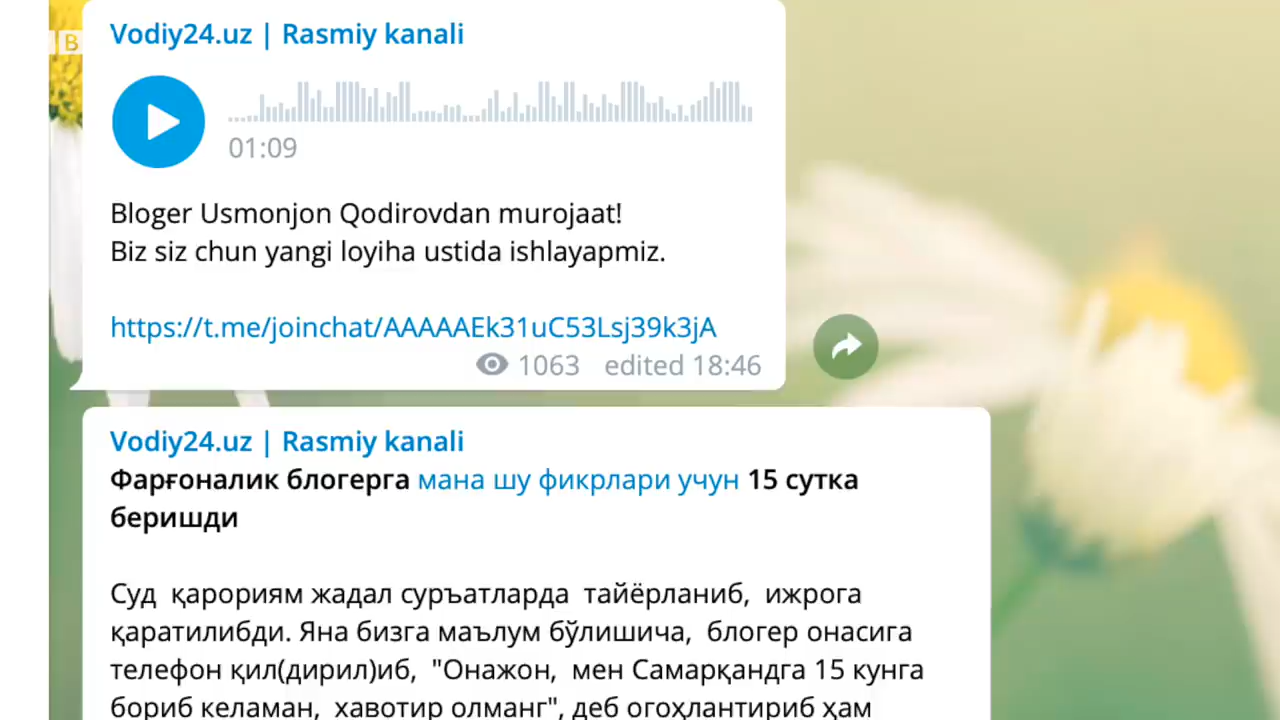 B
Vodiy24.uz | Rasmiy kanali
01:09
Bloger Usmonjon Qodirovdan murojaat!
Biz siz chun yangi loyiha ustida ishlayapmiz.
https://t.me/joinchat/AAAAAEk31uC53Lsj39k3jA
1063 edited 18:46
Vodiy24.uz | Rasmiy kanali
Фарғоналик блогерга мана шу фикрлари учун 15 сутка
беришди
Суд қарориям жадал суръатларда тайёрланиб, ижрога
қаратилибди. Яна бизга маълум бўлишича, блогер онасига
телефон қил(дирил)иб, "Онажон, мен Самарқандга 15 кунга
бориб келаман, хавотир олманг", деб огоҳлантириб ҳам